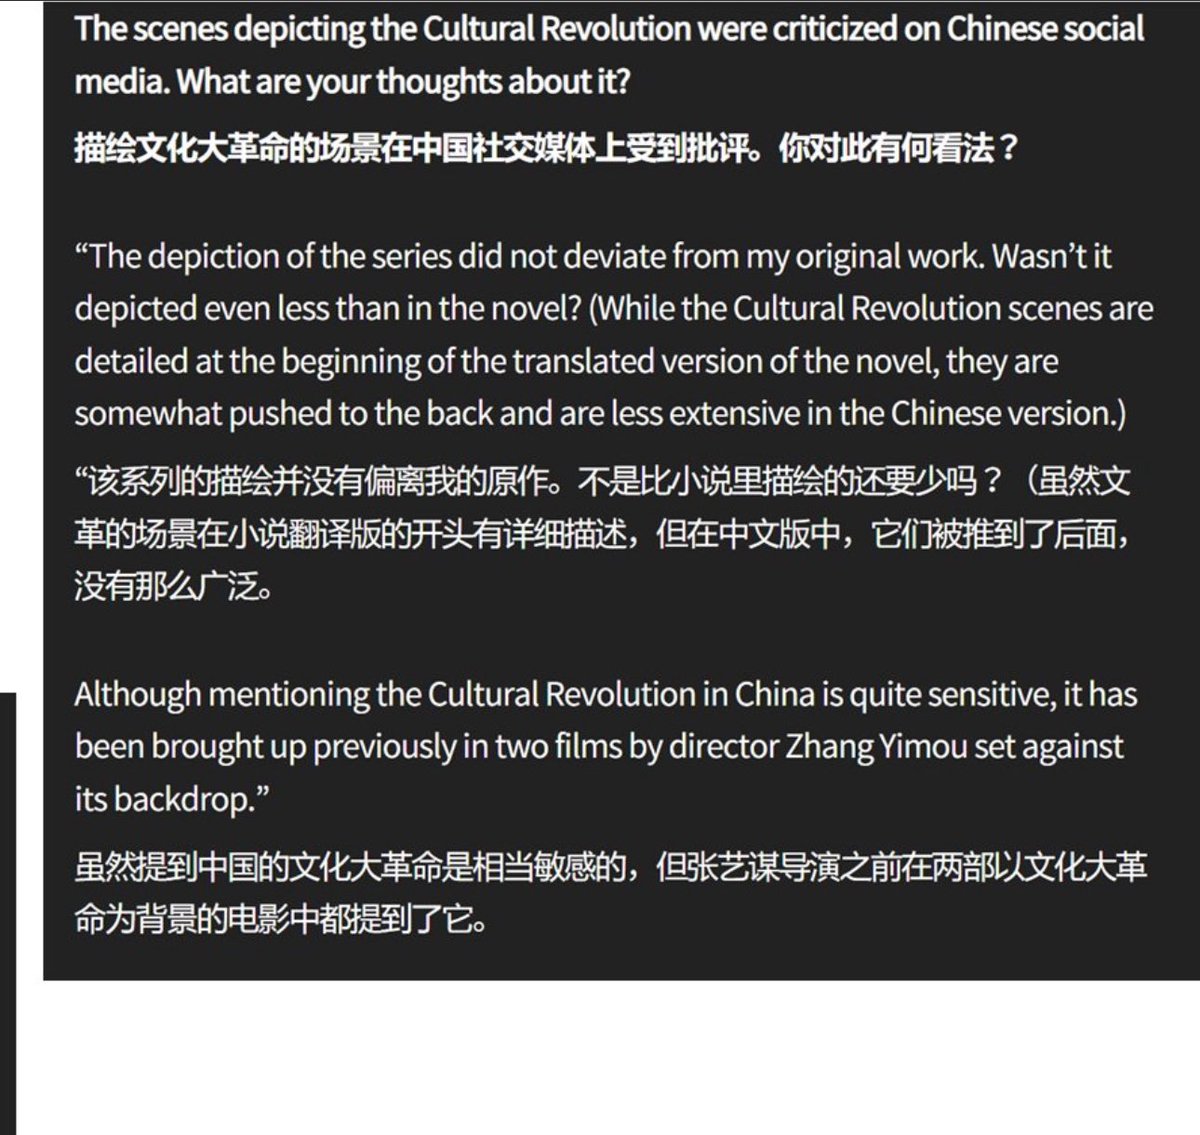 The scenes depicting the Cultural Revolution were criticized on Chinese social
media. What are your thoughts about it?
描绘文化大革命的场景在中国社交媒体上受到批评。你对此有何看法？
“The depiction of the series did not deviate from my original work. Wasn’t it
depicted even less than in the novel? (While the Cultural Revolution scenes are
detailed at the beginning of the translated version of the novel, they are
somewhat pushed to the back and are less extensive in the Chinese version.)
“该系列的描绘并没有偏离我的原作。不是比小说里描绘的还要少吗？（虽然文
革的场景在小说翻译版的开头有详细描述，但在中文版中，它们被推到了后面，
没有那么广泛。
Although mentioning the Cultural Revolution in China is quite sensitive, it has
been brought up previously in two films by director Zhang Yimou set against
its backdrop.”
虽然提到中国的文化大革命是相当敏感的，但张艺谋导演之前在两部以文化大革
命为背景的电影中都提到了它。